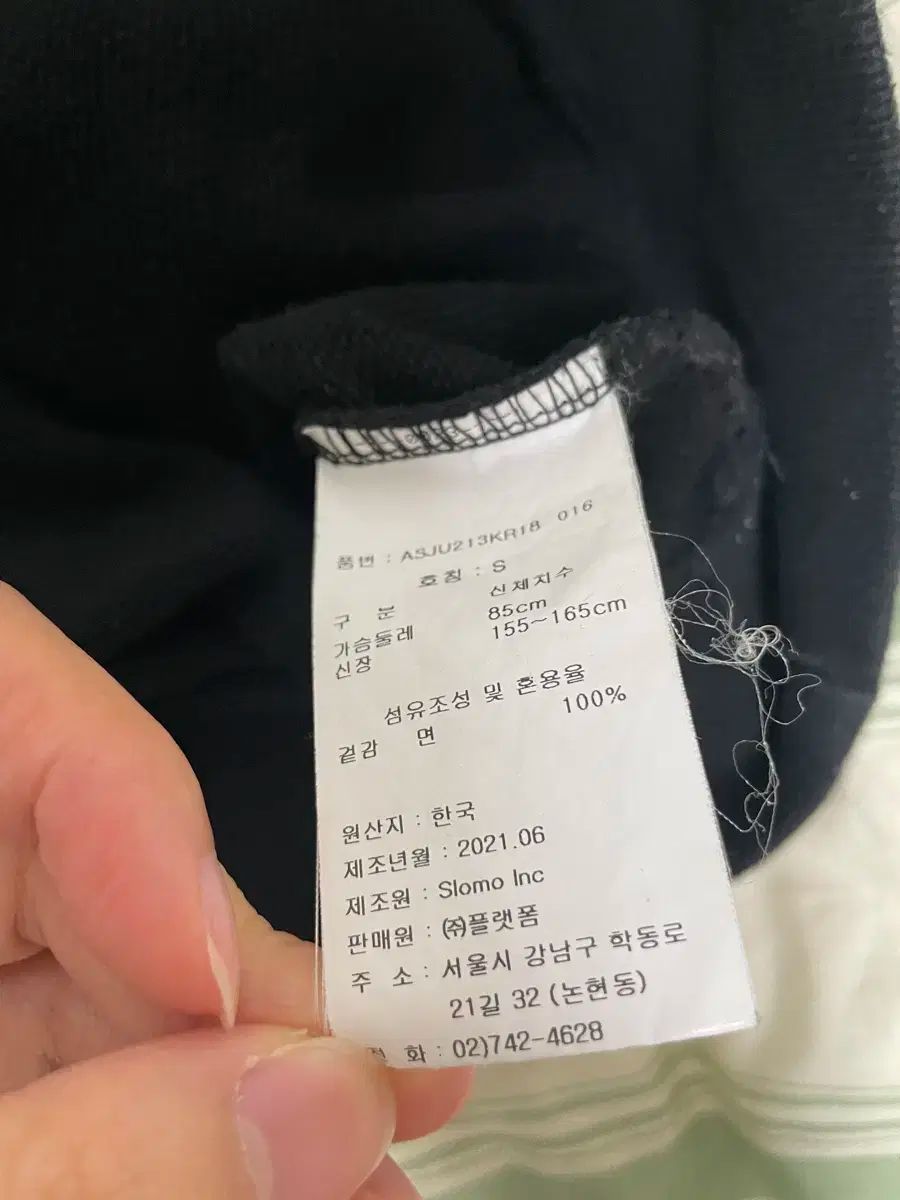 품번 : ASJU213KR18 016
호칭 : S
구 분 신체치수
가슴둘레 85cm
신장 155~165cm
섬유조성 및 혼용율
겉감 면 100%
원산지 : 한국
제조년월 : 2021.06
제조원 : Slomo Inc
판매원 : ㈜플랫폼
주 소 : 서울시 강남구 학동로
21길 32 (논현동)
화 : 02)742-4628